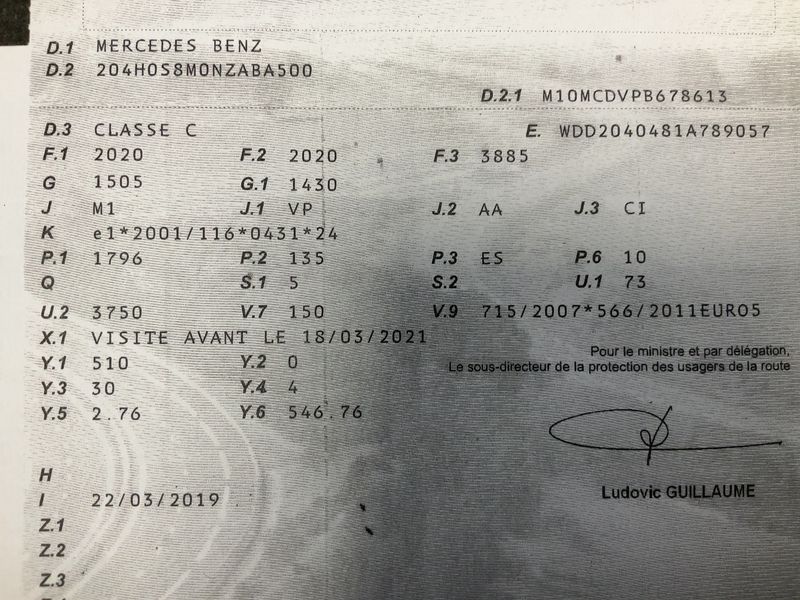 D.1 MERCEDES BENZ
D.2 204H0S8M0NZABA500
D.2.1 M10MCDVPB678613
D.3 CLASSE C E. WDD2040481A789057
F.1 2020 F.2 2020 F.3 3885
G 1505 G.1 1430
J M1 J.1 VP J.2 AA J.3 CI
K e1*2001/116*0431*24
P.1 1796 P.2 135 P.3 ES P.6 10
Q S.1 5 S.2 U.1 73
U.2 3750 V.7 150 V.9 715/2007*566/2011EURO5
X.1 VISITE AVANT LE 18/03/2021
Pour le ministre et par délégation,
Y.1 510 Y.2 0 Le sous-directeur de la protection des usagers de la route
Y.3 30 Y.4 4
Y.5 2.76 Y.6 546.76
H
Ludovic GUILLAUME
I 22/03/2019
Z.1
Z.2
Z.3